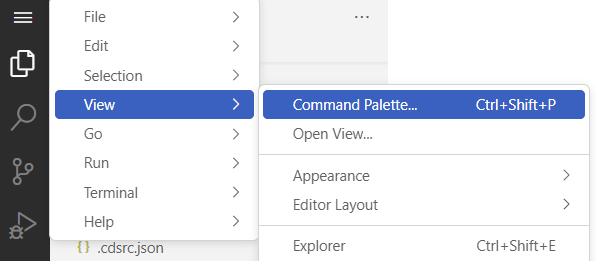 File
Edit
Selection
View
Go
Run
Terminal
Help
{} .cdsrc.json
Command Palette... Ctrl+Shift+P
Open View...
Appearance
Editor Layout
Explorer Ctrl+Shift+E